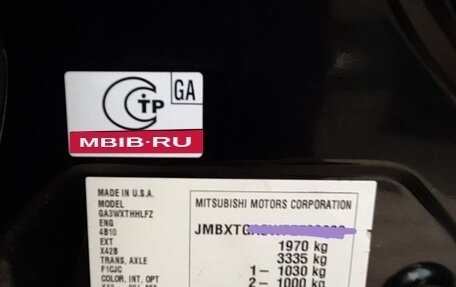 СТР GA
MBIB-RU
MADE IN U.S.A.
MODEL
GA3WXTHHLFZ
ENG
4B10
EXT
X42B
TRANS, AXLE
F1CJC
COLOR, INT, OPT
MITSUBISHI MOTORS CORPORATION
JMBXTG
1970 kg
3335 kg
1– 1030 kg
2– 1000 kg